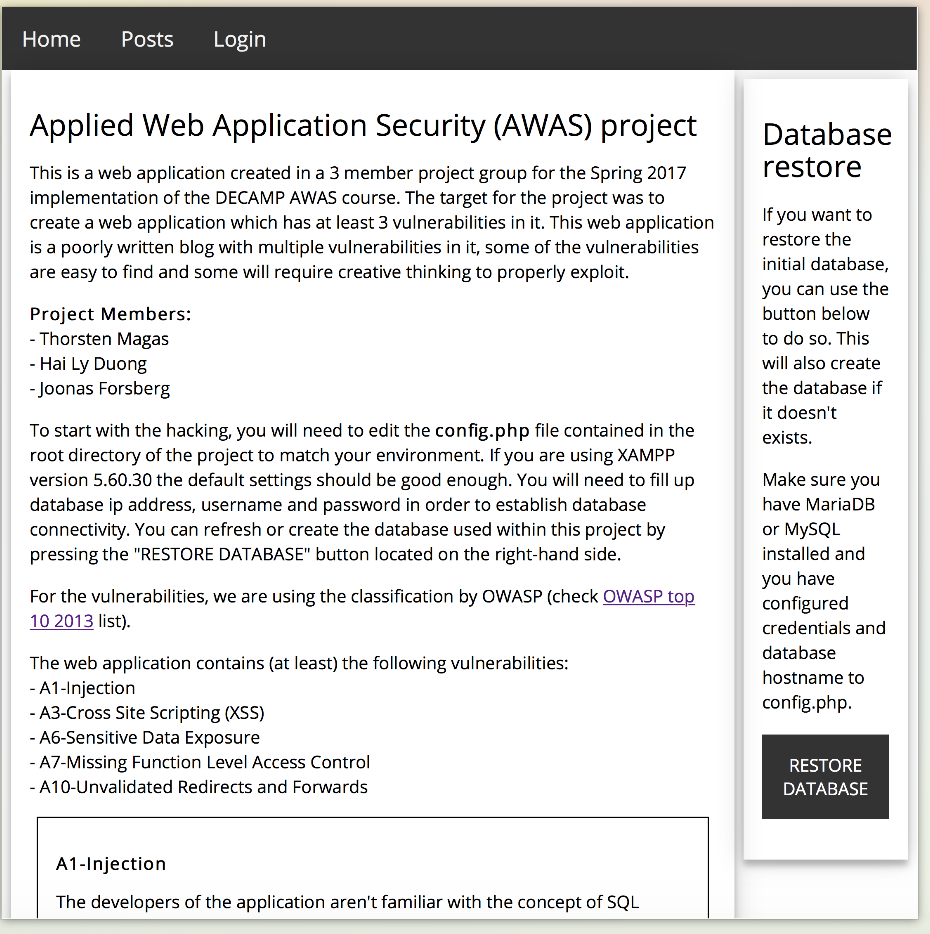 Home Posts Login
Applied Web Application Security (AWAS) project
This is a web application created in a 3 member project group for the Spring 2017
implementation of the DECAMP AWAS course. The target for the project was to
create a web application which has at least 3 vulnerabilities in it. This web application
is a poorly written blog with multiple vulnerabilities in it, some of the vulnerabilities
are easy to find and some will require creative thinking to properly exploit.
Project Members:
- Thorsten Magas
- Hai Ly Duong
- Joonas Forsberg
To start with the hacking, you will need to edit the config.php file contained in the
root directory of the project to match your environment. If you are using XAMPP
version 5.60.30 the default settings should be good enough. You will need to fill up
database ip address, username and password in order to establish database
connectivity. You can refresh or create the database used within this project by
pressing the "RESTORE DATABASE" button located on the right-hand side.
For the vulnerabilities, we are using the classification by OWASP (check OWASP top
10 2013 list).
The web application contains (at least) the following vulnerabilities:
- A1-Injection
- A3-Cross Site Scripting (XSS)
- A6-Sensitive Data Exposure
- A7-Missing Function Level Access Control
- A10-Unvalidated Redirects and Forwards
A1-Injection
The developers of the application aren't familiar with the concept of SQL
Database
restore
If you want to
restore the
initial database,
you can use the
button below
to do so. This
will also create
the database if
it doesn't
exists.
Make sure you
have MariaDB
or MySQL
installed and
you have
configured
credentials and
database
hostname to
config.php.
RESTORE
DATABASE